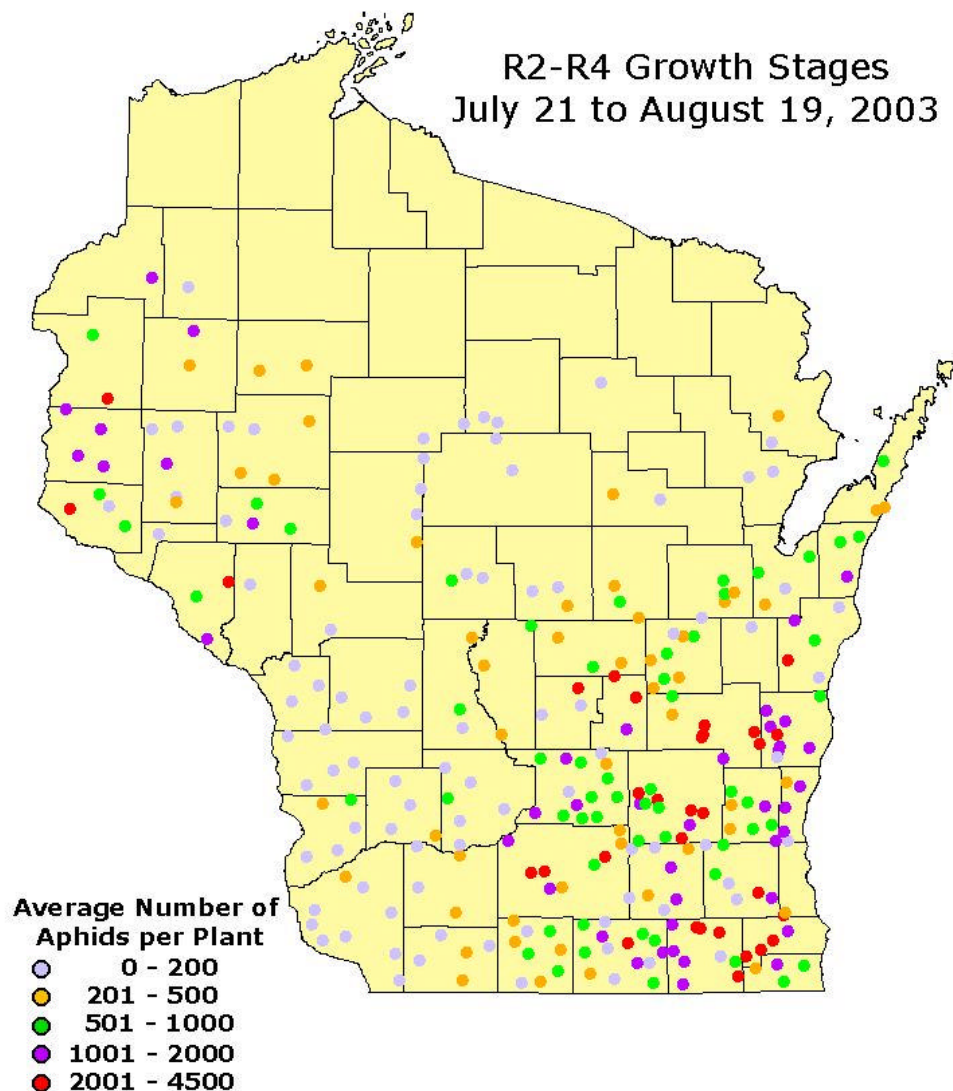 R2-R4 Growth Stages
July 21 to August 19, 2003
Average Number of
Aphids per Plant
0 - 200
201 - 500
501 - 1000
1001 - 2000
2001 - 4500